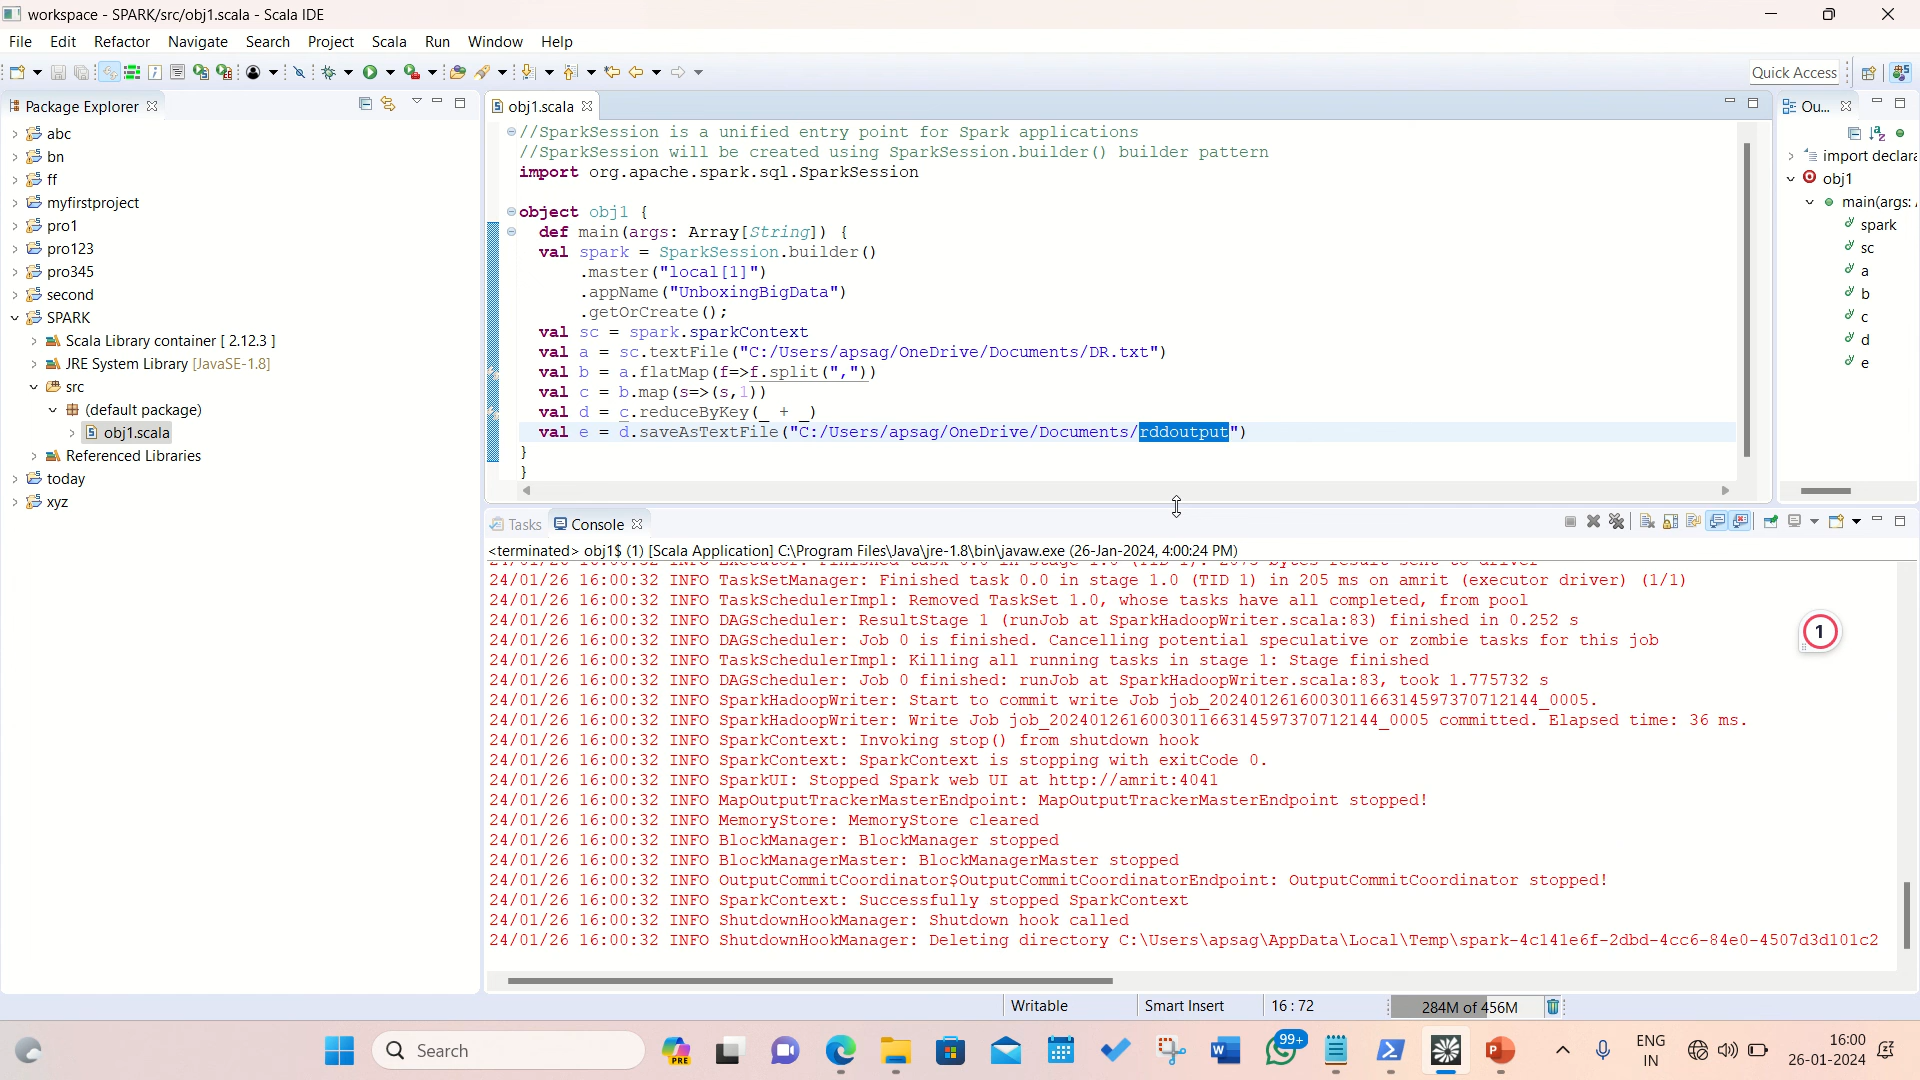 workspace - SPARK/src/obj1.scala - Scala IDE
File Edit Refactor Navigate Search Project Scala Run Window Help
Quick Access
Package Explorer
abc
bn
ff
myfirstproject
pro1
pro123
pro345
second
SPARK
Scala Library container [ 2.12.3 ]
JRE System Library [JavaSE-1.8]
src
(default package)
obj1.scala
Referenced Libraries
today
xyz
obj1.scala
//SparkSession is a unified entry point for Spark applications
//SparkSession will be created using SparkSession.builder() builder pattern
import org.apache.spark.sql.SparkSession
object obj1 {
def main(args: Array[String]) {
val spark = SparkSession.builder()
.master("local[1]")
.appName("UnboxingBigData")
.getOrCreate();
val sc = spark.sparkContext
val a = sc.textFile("C:/Users/apsag/OneDrive/Documents/DR.txt")
val b = a.flatMap(f=>f.split(","))
val c = b.map(s=>(s,1))
val d = c.reduceByKey(_ + _)
val e = d.saveAsTextFile("C:/Users/apsag/OneDrive/Documents/rddoutput")
}
}
Ou...
import declara
obj1
main(args:
spark
sc
a
b
c
d
e
Tasks Console
<terminated> obj1$ (1) [Scala Application] C:\Program Files\Java\jre-1.8\bin\javaw.exe (26-Jan-2024, 4:00:24 PM)
24/01/26 16:00:32 INFO TaskSetManager: Finished task 0.0 in stage 1.0 (TID 1) in 205 ms on amrit (executor driver) (1/1)
24/01/26 16:00:32 INFO TaskSchedulerImpl: Removed TaskSet 1.0, whose tasks have all completed, from pool
24/01/26 16:00:32 INFO DAGScheduler: ResultStage 1 (runJob at SparkHadoopWriter.scala:83) finished in 0.252 s
24/01/26 16:00:32 INFO DAGScheduler: Job 0 is finished. Cancelling potential speculative or zombie tasks for this job
24/01/26 16:00:32 INFO TaskSchedulerImpl: Killing all running tasks in stage 1: Stage finished
24/01/26 16:00:32 INFO DAGScheduler: Job 0 finished: runJob at SparkHadoopWriter.scala:83, took 1.775732 s
24/01/26 16:00:32 INFO SparkHadoopWriter: Start to commit write Job job_202401261600301166314597370712144_0005.
24/01/26 16:00:32 INFO SparkHadoopWriter: Write Job job_202401261600301166314597370712144_0005 committed. Elapsed time: 36 ms.
24/01/26 16:00:32 INFO SparkContext: Invoking stop() from shutdown hook
24/01/26 16:00:32 INFO SparkContext: SparkContext is stopping with exitCode 0.
24/01/26 16:00:32 INFO SparkUI: Stopped Spark web UI at http://amrit:4041
24/01/26 16:00:32 INFO MapOutputTrackerMasterEndpoint: MapOutputTrackerMasterEndpoint stopped!
24/01/26 16:00:32 INFO MemoryStore: MemoryStore cleared
24/01/26 16:00:32 INFO BlockManager: BlockManager stopped
24/01/26 16:00:32 INFO BlockManagerMaster: BlockManagerMaster stopped
24/01/26 16:00:32 INFO OutputCommitCoordinator$OutputCommitCoordinatorEndpoint: OutputCommitCoordinator stopped!
24/01/26 16:00:32 INFO SparkContext: Successfully stopped SparkContext
24/01/26 16:00:32 INFO ShutdownHookManager: Shutdown hook called
24/01/26 16:00:32 INFO ShutdownHookManager: Deleting directory C:\Users\apsag\AppData\Local\Temp\spark-4c141e6f-2dbd-4cc6-84e0-4507d3d101c2
1
Writable Smart Insert 16 : 72 284M of 456M
Search
PRE
99+
ENG
IN
16:00
26-01-2024